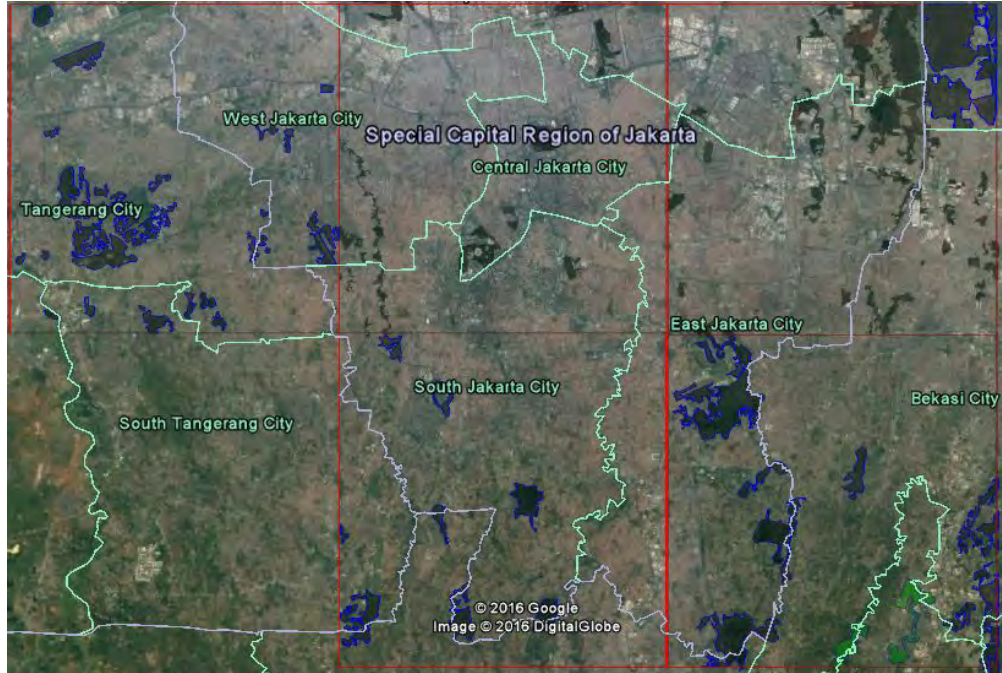 West Jakarta City
Special Capital Region of Jakarta
Central Jakarta City
Tangerang City
East Jakarta City
South Jakarta City
Bekasi City
South Tangerang City
© 2016 Google
Image © 2016 DigitalGlobe